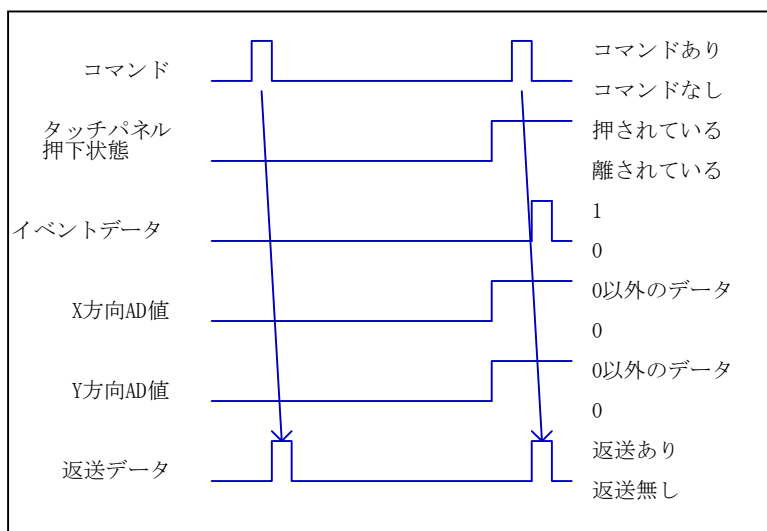 コマンド
コマンドあり
コマンドなし
タッチパネル
押下状態
押されている
離されている
イベントデータ
1
0
X方向AD値
0以外のデータ
0
Y方向AD値
0以外のデータ
0
返送データ
返送あり
返送無し